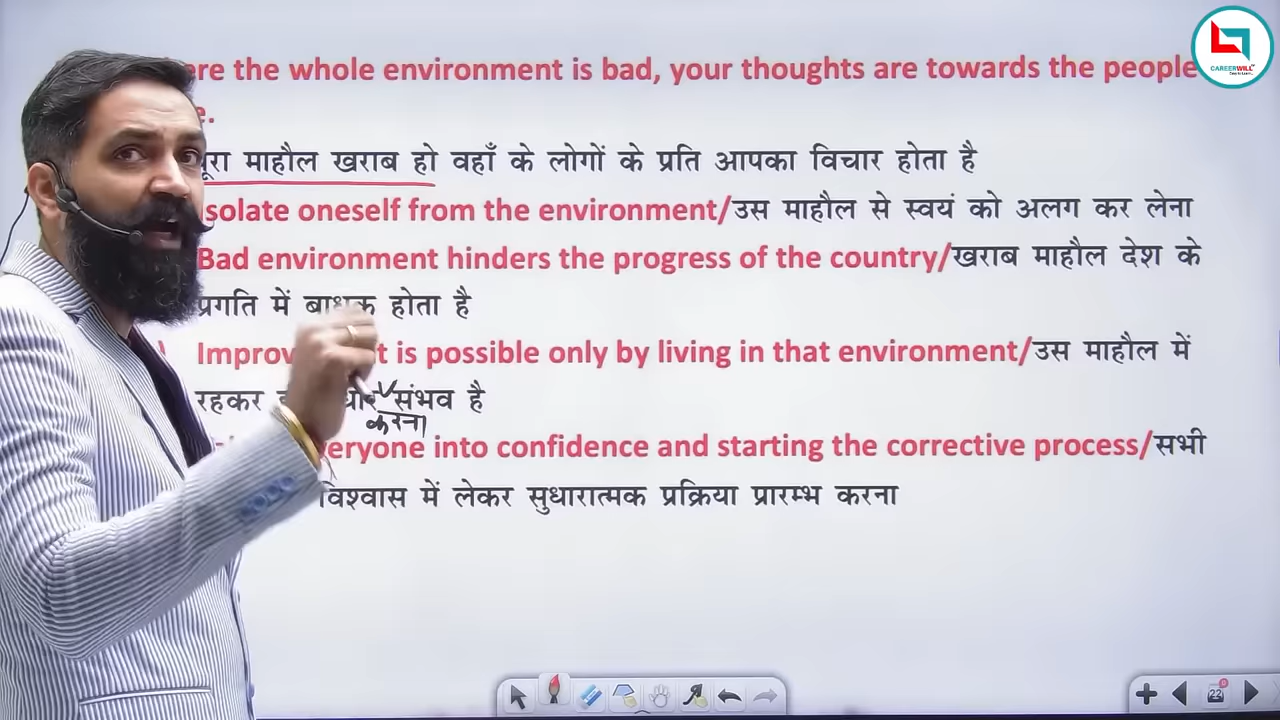 ere the whole environment is bad, your thoughts are towards the people
e.
पूरा माहौल खराब हो वहाँ के लोगों के प्रति आपका विचार होता है
solate oneself from the environment/उस माहौल से स्वयं को अलग कर लेना
Bad environment hinders the progress of the country/खराब माहौल देश के
प्रगति में बाधक होता है
Improv t is possible only by living in that environment/उस माहौल में
रहकर संभव है
करना
eryone into confidence and starting the corrective process/सभी
विश्वास में लेकर सुधारात्मक प्रक्रिया प्रारम्भ करना
CAREERWILL
23